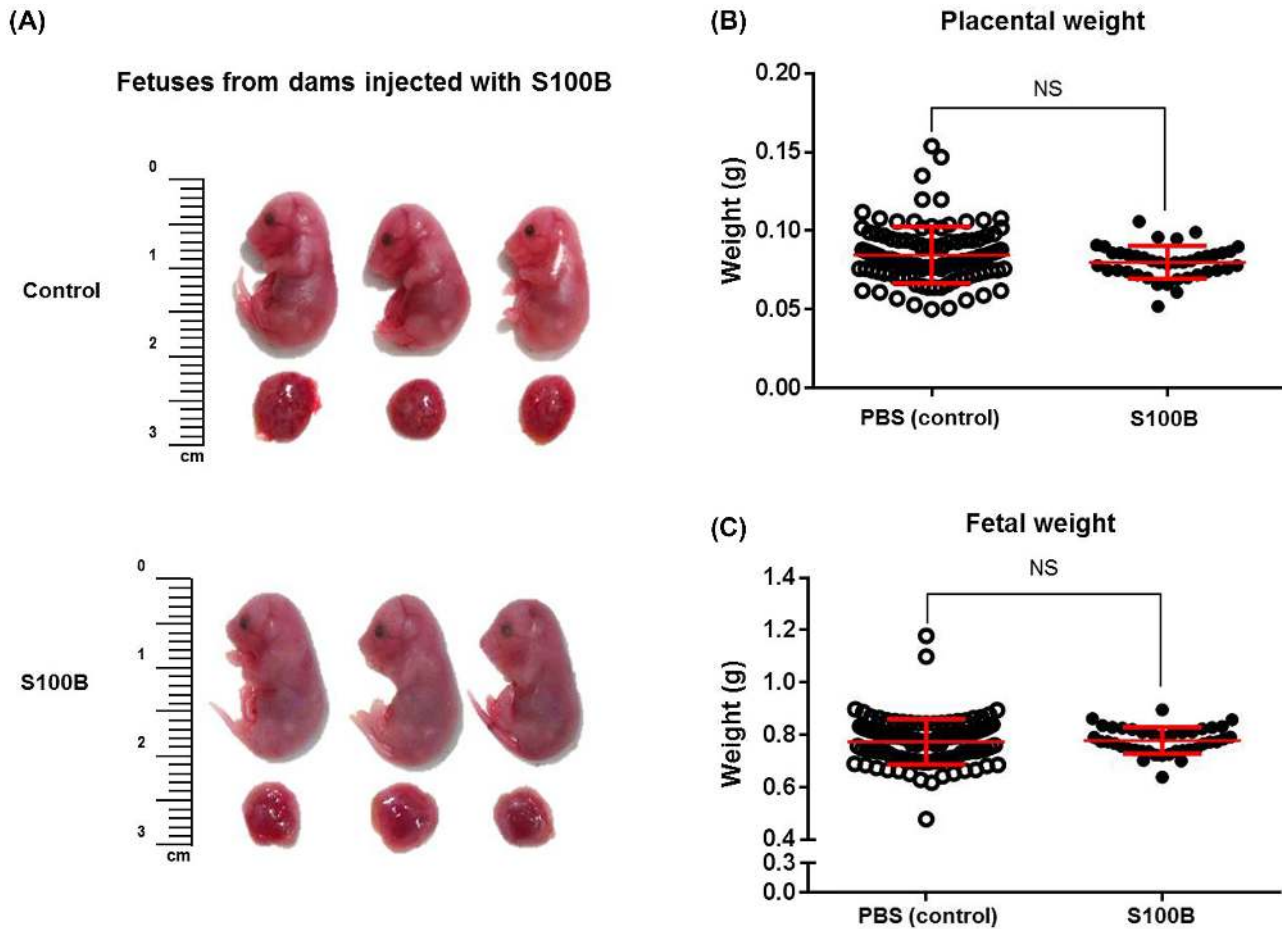 (A)
Fetuses from dams injected with S100B
0
Control
1
2
3
cm
0
S100B
1
2
3
cm
(B)
Placental weight
0.20
NS
0.15
Weight (g)
0.10
0.05
0.00
PBS (control) S100B
(C)
Fetal weight
1.4
NS
1.2
1.0
Weight (g)
0.8
0.6
0.4
0.3
0.0
PBS (control) S100B